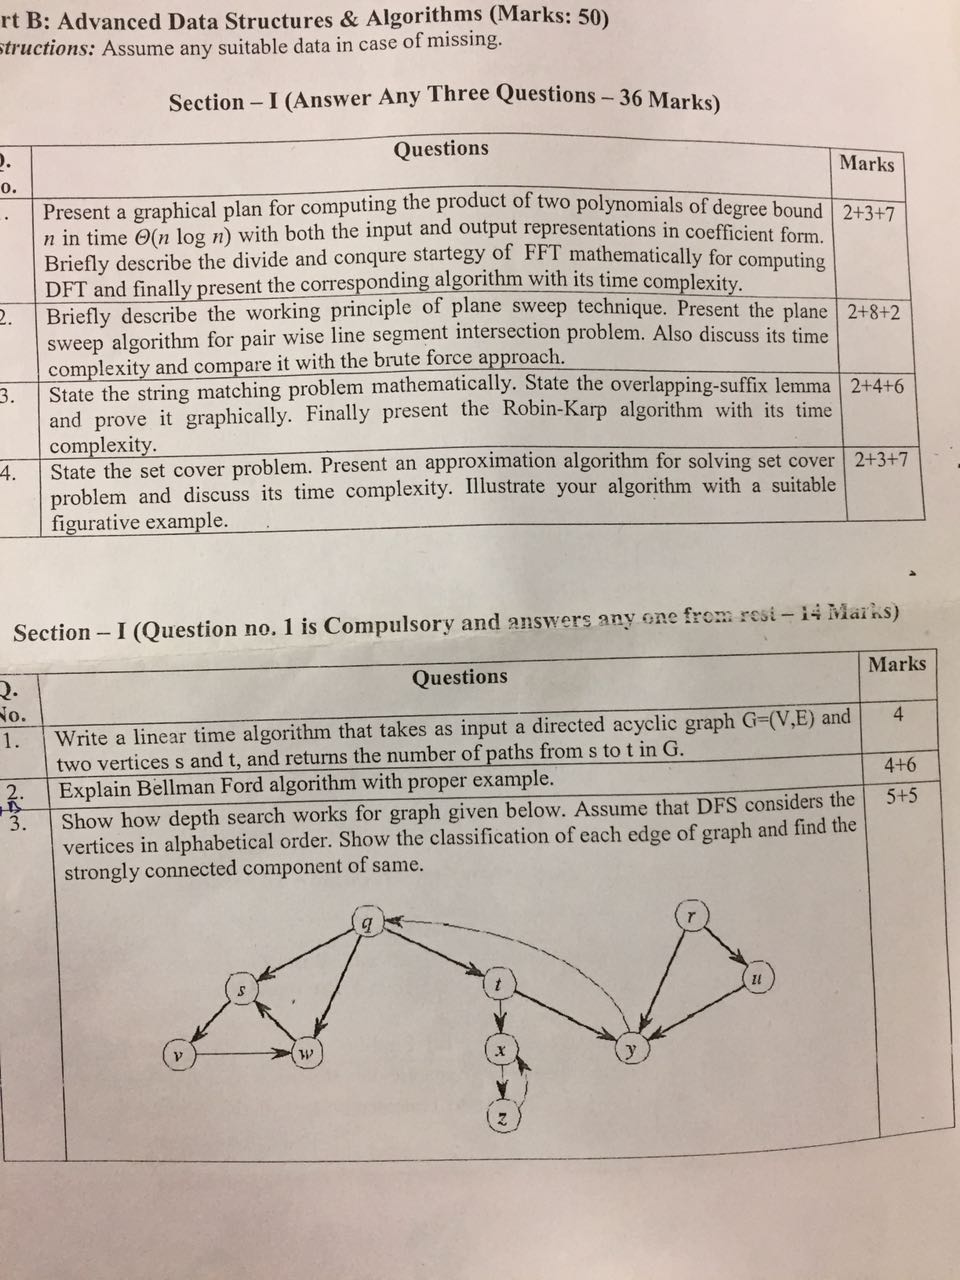 rt B: Advanced Data Structures & Algorithms (Marks: 50)
structions: Assume any suitable data in case of missing.
Section – I (Answer Any Three Questions – 36 Marks)
Q. No.
Questions
Marks
Present a graphical plan for computing the product of two polynomials of degree bound
n in time Θ(n log n) with both the input and output representations in coefficient form.
Briefly describe the divide and conqure startegy of FFT mathematically for computing
DFT and finally present the corresponding algorithm with its time complexity.
2+3+7
2.
Briefly describe the working principle of plane sweep technique. Present the plane
sweep algorithm for pair wise line segment intersection problem. Also discuss its time
complexity and compare it with the brute force approach.
2+8+2
3.
State the string matching problem mathematically. State the overlapping-suffix lemma
and prove it graphically. Finally present the Robin-Karp algorithm with its time
complexity.
2+4+6
4.
State the set cover problem. Present an approximation algorithm for solving set cover
problem and discuss its time complexity. Illustrate your algorithm with a suitable
figurative example.
2+3+7
Section – I (Question no. 1 is Compulsory and answers any one from rest – 14 Marks)
Q.
No.
Questions
Marks
1.
Write a linear time algorithm that takes as input a directed acyclic graph G=(V,E) and
two vertices s and t, and returns the number of paths from s to t in G.
4
2.
Explain Bellman Ford algorithm with proper example.
4+6
3.
Show how depth search works for graph given below. Assume that DFS considers the
vertices in alphabetical order. Show the classification of each edge of graph and find the
strongly connected component of same.
5+5
q
r
s
t
u
v
w
x
y
z